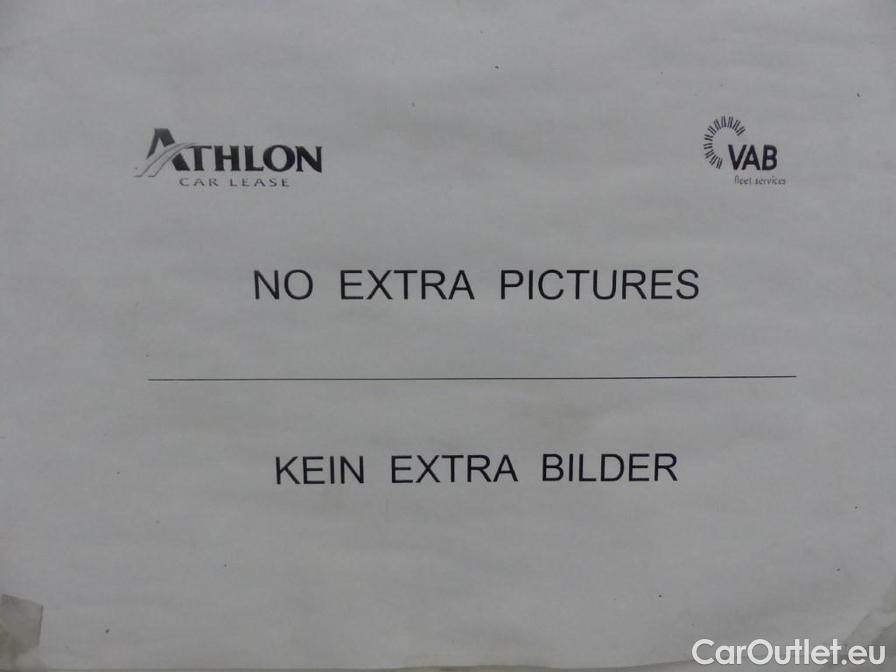 ATHLON
CAR LEASE
VAB
fleet services
NO EXTRA PICTURES
KEIN EXTRA BILDER
CarOutlet.eu